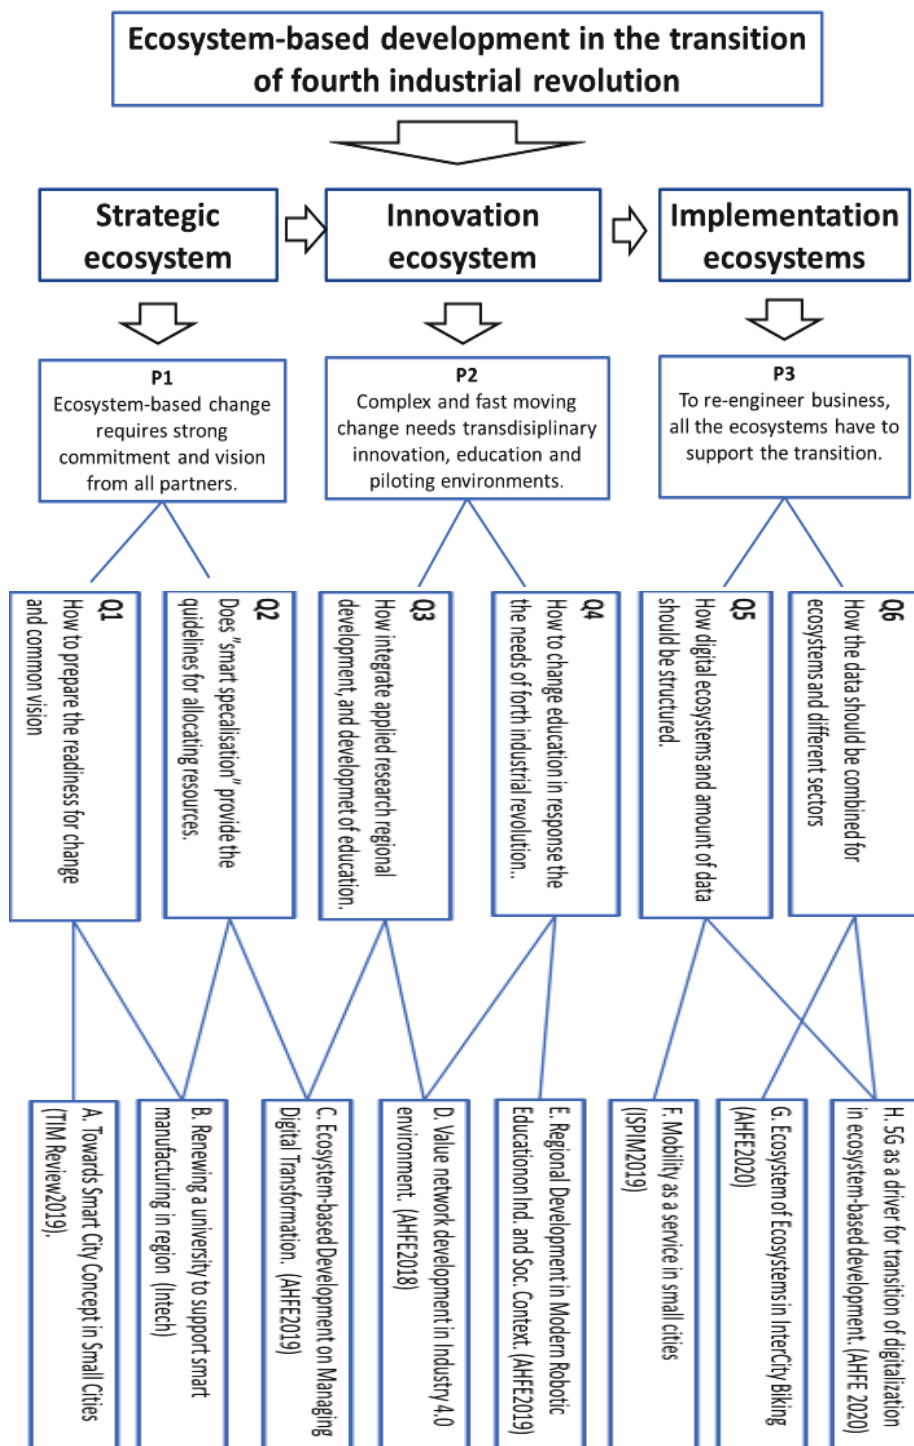 Ecosystem-based development in the transition
of fourth industrial revolution
Strategic
ecosystem
Innovation
ecosystem
Implementation
ecosystems
P1
Ecosystem-based change
requires strong
commitment and vision
from all partners.
P2
Complex and fast moving
change needs transdisiplinary
innovation, education and
piloting environments.
P3
To re-engineer business,
all the ecosystems have to
support the transition.
Q1
How to prepare the readiness for change
and common vision
Q2
Does ”smart specalisation” provide the
guidelines for allocating resources.
Q3
How integrate applied research regional
development, and developmet of education.
Q4
How to change education in response the
the needs of forth industrial revolution..
Q5
How digital ecosystems and amount of data
should be structured.
Q6
How the data should be combined for
ecosystems and different sectors
A. Towards Smart City Concept in Small Cities
(TIM Review2019).
B. Renewing a university to support smart
manufacturing in region (Intech)
C. Ecosystem-based Development on Managing
Digital Transformation. (AHFE2019)
D. Value network development in Industry 4.0
environment. (AHFE2018)
E. Regional Development in Modern Robotic
Educationon Ind. and Soc. Context. (AHFE2019)
F. Mobility as a service in small cities
(ISPIM2019)
G. Ecosystem of Ecosystems in InterCity Biking
(AHFE2020)
H. 5G as a driver for transition of digitalization
in ecosystem-based development. (AHFE 2020)